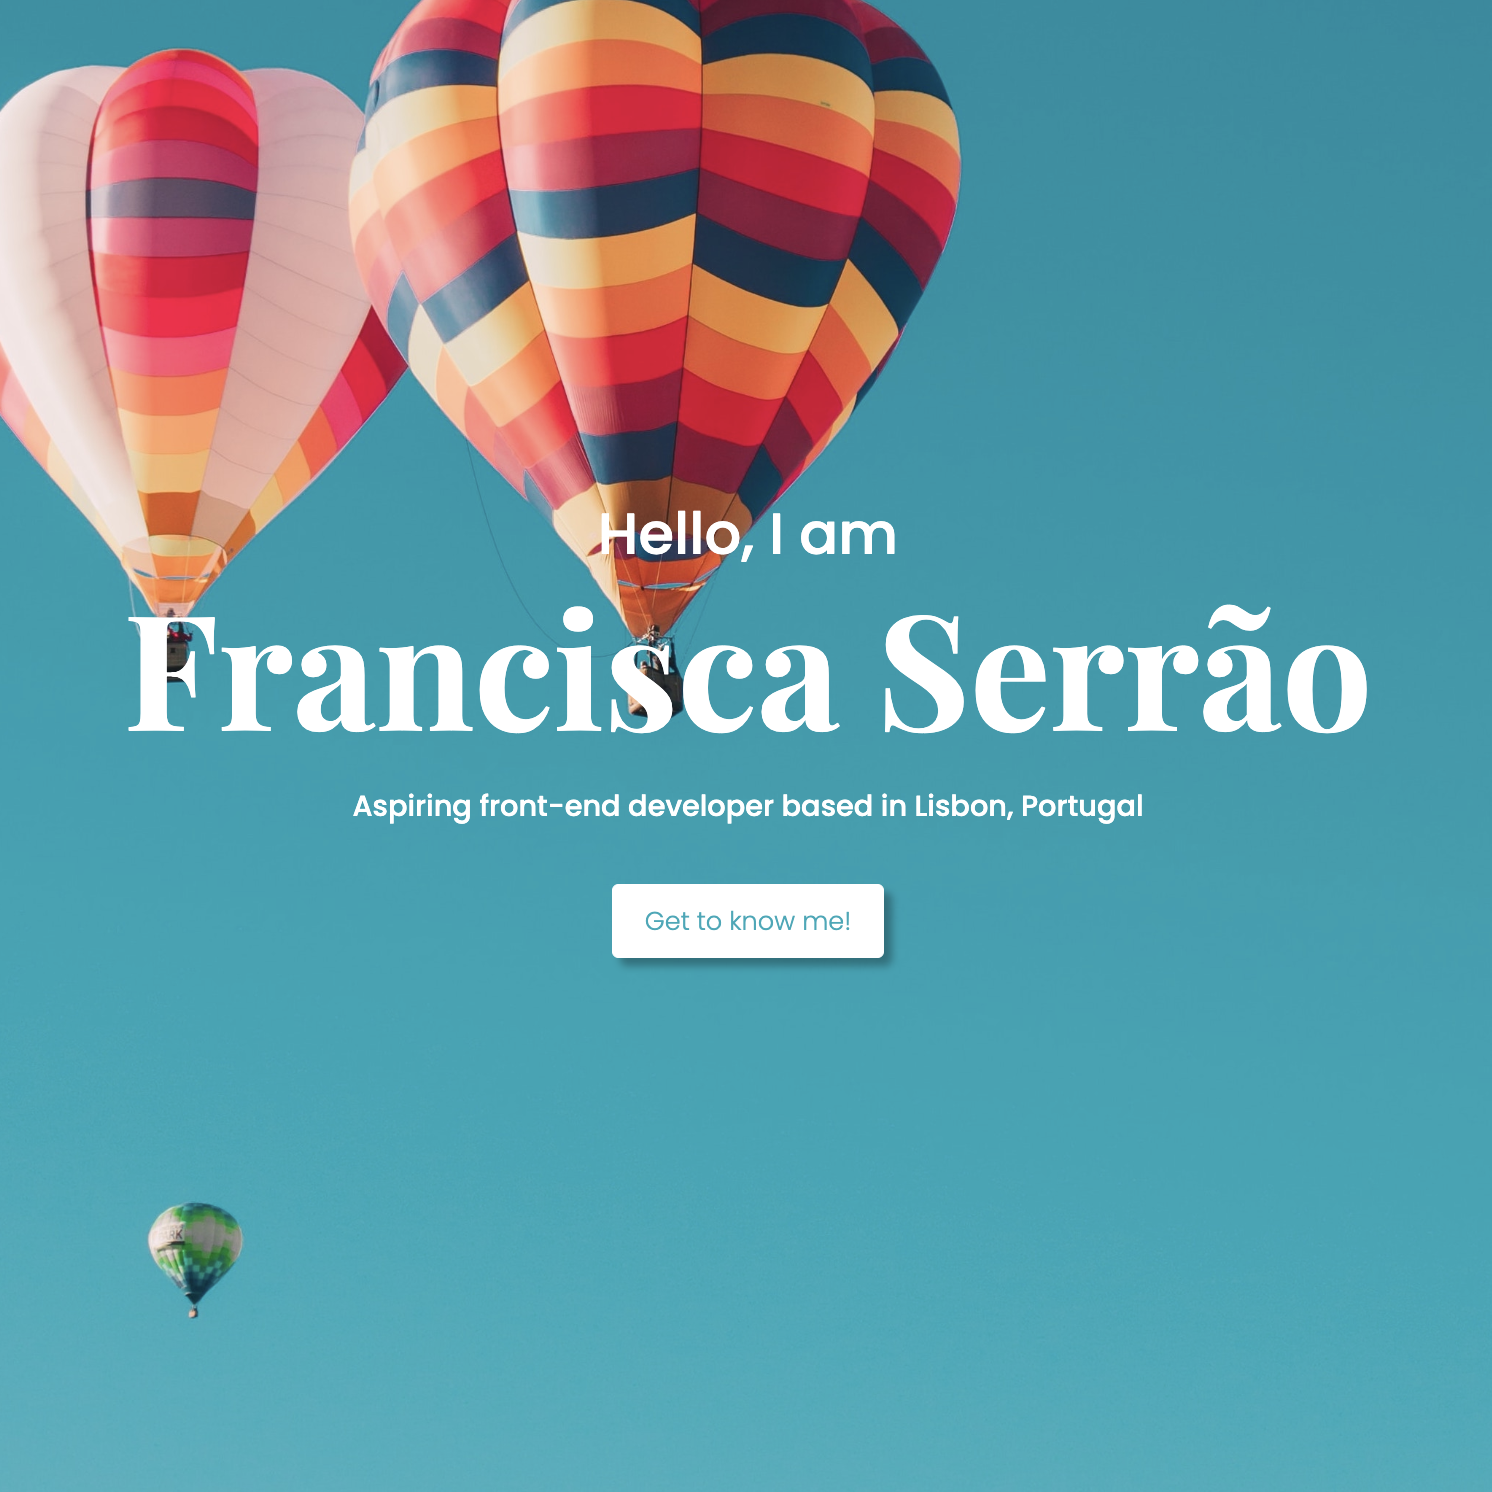 Hello, I am
Francisca Serrão
Aspiring front-end developer based in Lisbon, Portugal
Get to know me!